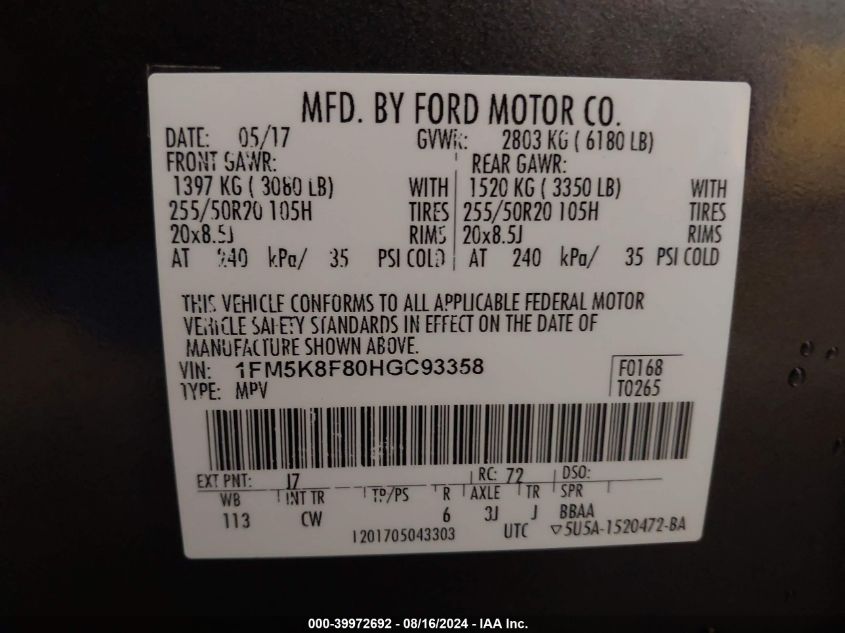 MFD. BY FORD MOTOR CO.
DATE: 05/17 GVWR: 2803 KG ( 6180 LB)
FRONT GAWR: REAR GAWR:
1397 KG ( 3080 LB) WITH 1520 KG ( 3350 LB) WITH
255/50R20 105H TIRES 255/50R20 105H TIRES
20x8.5J RIMS 20x8.5J RIMS
AT 240 kPa/ 35 PSI COLD AT 240 kPa/ 35 PSI COLD
THIS VEHICLE CONFORMS TO ALL APPLICABLE FEDERAL MOTOR
VEHICLE SAFETY STANDARDS IN EFFECT ON THE DATE OF
MANUFACTURE SHOWN ABOVE.
VIN: 1FM5K8F80HGC93358 F0168
TYPE: MPV T0265
EXT PNT: J7 RC: 72 DSO:
WB INT TR TP/PS R AXLE TR SPR
113 CW 6 3J J BBAA
1201705043303 UTC ▽5U5A-1520472-BA
000-39972692 - 08/16/2024 - IAA Inc.